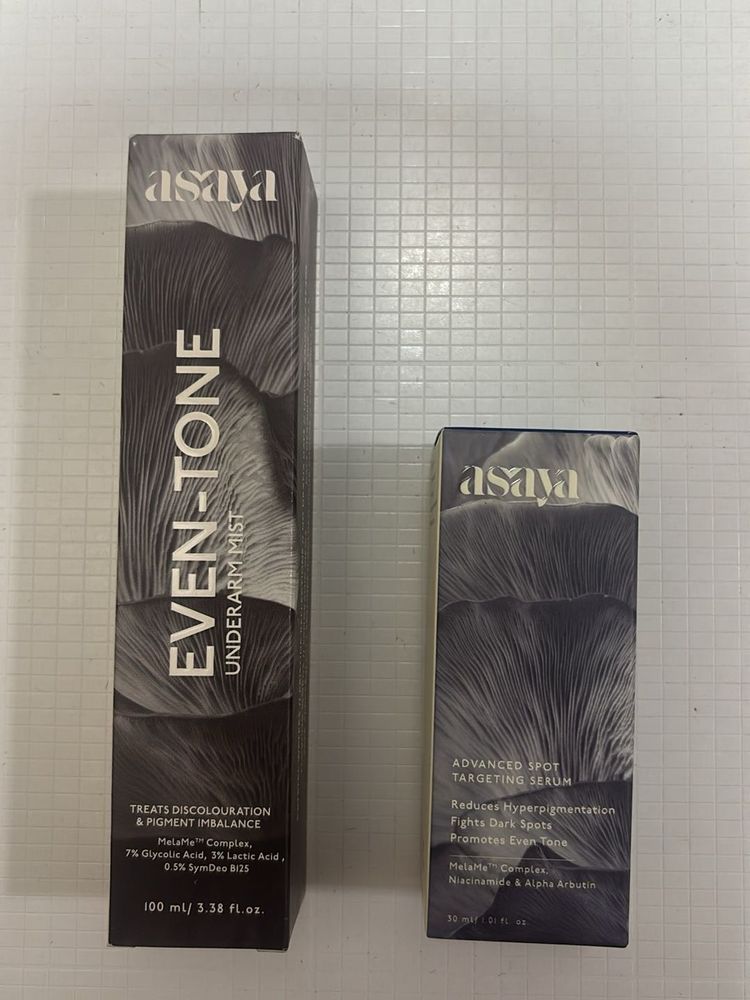 asaya
EVEN-TONE
UNDERARM MIST
TREATS DISCOLOURATION
& PIGMENT IMBALANCE
MelaMe™ Complex,
7% Glycolic Acid, 3% Lactic Acid,
0.5% SymDeo B125
100 ml/ 3.38 fl.oz.
asaya
ADVANCED SPOT
TARGETING SERUM
Reduces Hyperpigmentation
Fights Dark Spots
Promotes Even Tone
MelaMe™ Complex,
Niacinamide & Alpha Arbutin
30 ml/ 1.01 fl. oz.